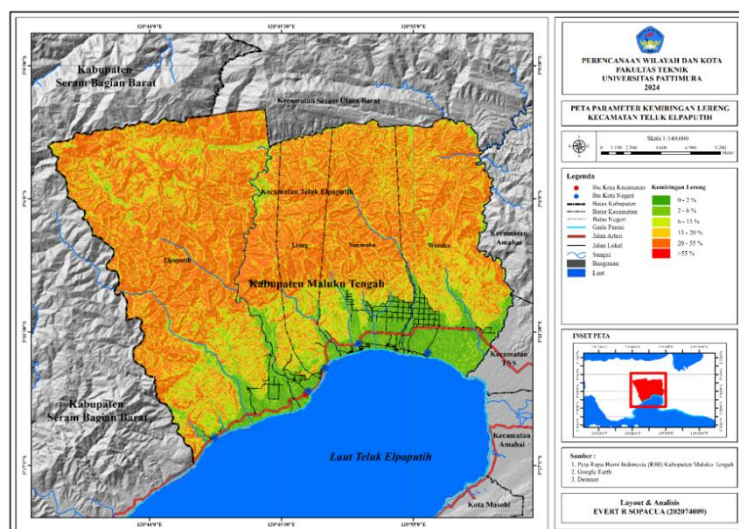 Kabupaten
Seram Bagian Barat
Kecamatan Seram Utara Barat
Kecamatan Teluk Elpaputih
Elpaputih
Liang
Wasuku
Kecamatan
Amahai
Kabupaten Maluku Tengah
Kecamatan
TNS
Kabupaten
Seram Bagian Barat
Laut Teluk Elpaputih
Kecamatan
Amahai
Kota Masohi
PERENCANAAN WILAYAH DAN KOTA
FAKULTAS TEKNIK
UNIVERSITAS PATTIMURA
2024
PETA PARAMETER KEMIRINGAN LERENG
KECAMATAN TELUK ELPAPUTIH
Skala 1:140.000
Legenda
Ibu Kota Kecamatan
Ibu Kota Negeri
Batas Kabupaten
Batas Kecamatan
Batas Negeri
Garis Pantai
Jalan Arteri
Jalan Lokal
Sungai
Bangunan
Laut
Kemiringan Lereng
0 - 2 %
2 - 6 %
6 - 13 %
13 - 20 %
20 - 55 %
>55 %
INSET PETA
Sumber :
1. Peta Rupa Bumi Indonesia (RBI) Kabupaten Maluku Tengah
2. Google Earth
3. Demnas
Layout & Analisis
EVERT R SOPACUA (202074009)